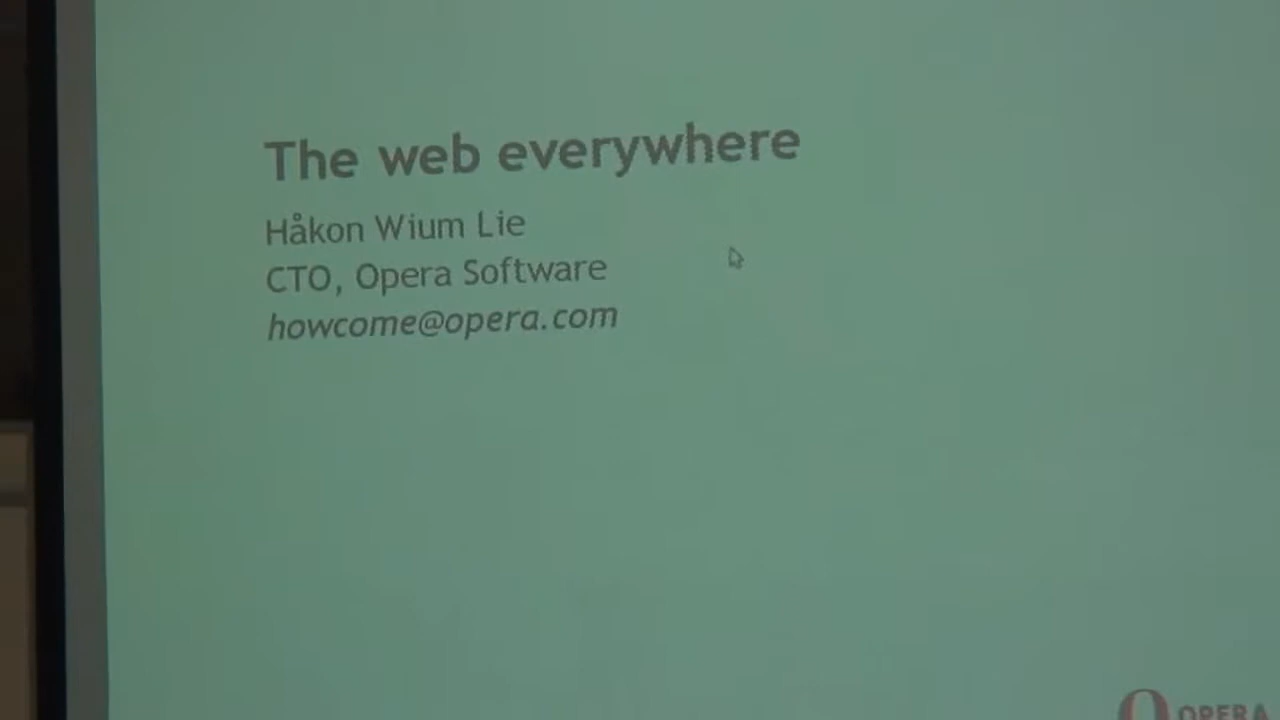 The web everywhere
Håkon Wium Lie
CTO, Opera Software
howcome@opera.com
OPERA